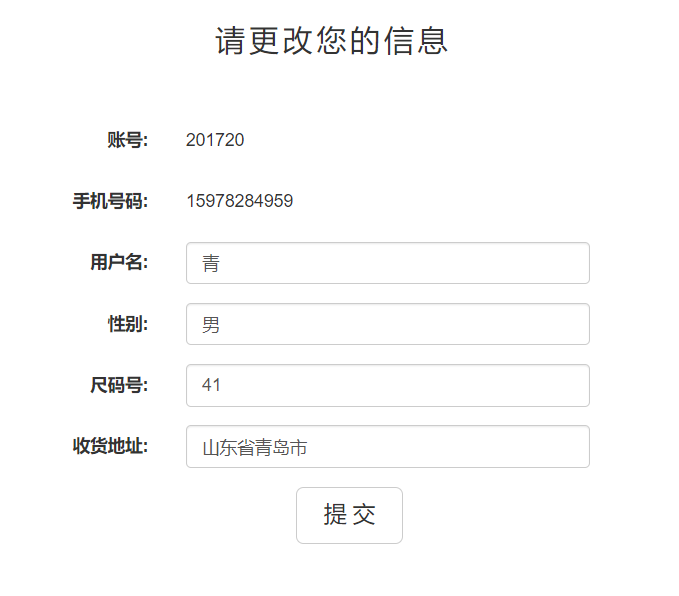 请更改您的信息
账号: 201720
手机号码: 15978284959
用户名: 青
性别: 男
尺码号: 41
收货地址: 山东省青岛市
提 交